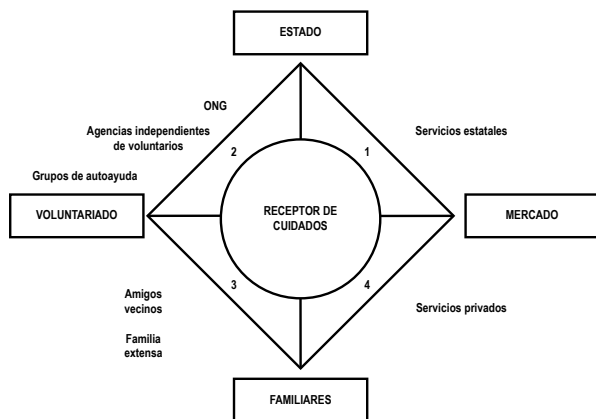 ESTADO
ONG
Agencias independientes
de voluntarios
Servicios estatales
2
1
Grupos de autoayuda
VOLUNTARIADO
RECEPTOR DE
CUIDADOS
MERCADO
3
4
Amigos
vecinos
Servicios privados
Familia
extensa
FAMILIARES